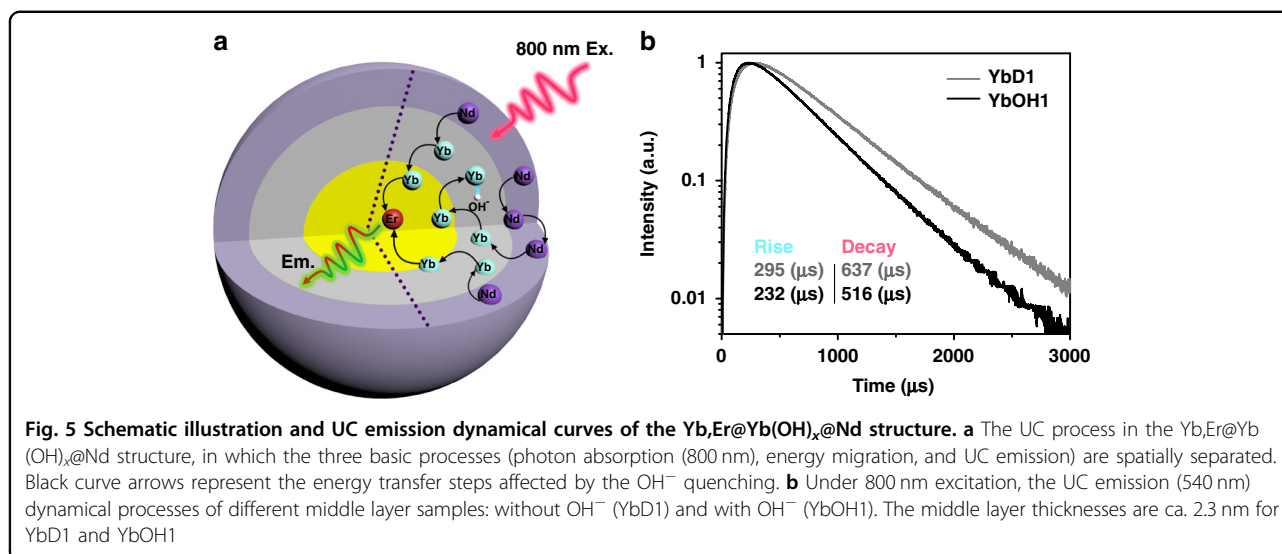 a
800 nm Ex.
Nd
Yb
Yb
Yb
Nd
OH⁻
Er
Yb
Nd
Yb
Nd
Em.
Yb
Yb
Nd
b
YbD1
YbOH1
Intensity (a.u.)
1
0.1
0.01
Rise Decay
295 (μs) 637 (μs)
232 (μs) 516 (μs)
0 1000 2000 3000
Time (μs)
Fig. 5 Schematic illustration and UC emission dynamical curves of the Yb,Er@Yb(OH)ₓ@Nd structure. a The UC process in the Yb,Er@Yb
(OH)ₓ@Nd structure, in which the three basic processes (photon absorption (800 nm), energy migration, and UC emission) are spatially separated.
Black curve arrows represent the energy transfer steps affected by the OH⁻ quenching. b Under 800 nm excitation, the UC emission (540 nm)
dynamical processes of different middle layer samples: without OH⁻ (YbD1) and with OH⁻ (YbOH1). The middle layer thicknesses are ca. 2.3 nm for
YbD1 and YbOH1